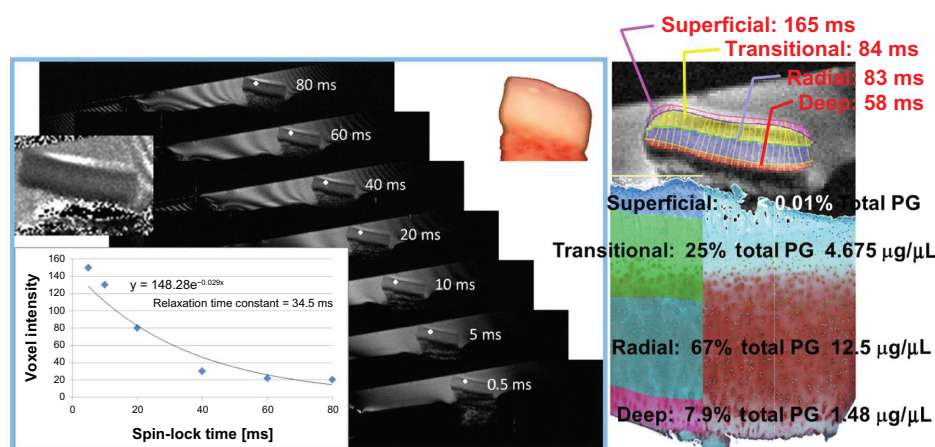 Superficial: 165 ms
Transitional: 84 ms
Radial: 83 ms
Deep: 58 ms
80 ms
60 ms
40 ms
20 ms
10 ms
5 ms
0.5 ms
160
140
120
100
80
60
40
20
0
0 20 40 60 80
Voxel intensity
Spin-lock time [ms]
y = 148.28e⁻⁰·⁰²⁹ˣ
Relaxation time constant = 34.5 ms
Superficial: < 0.01% Total PG
Transitional: 25% total PG 4.675 µg/µL
Radial: 67% total PG 12.5 µg/µL
Deep: 7.9% total PG 1.48 µg/µL